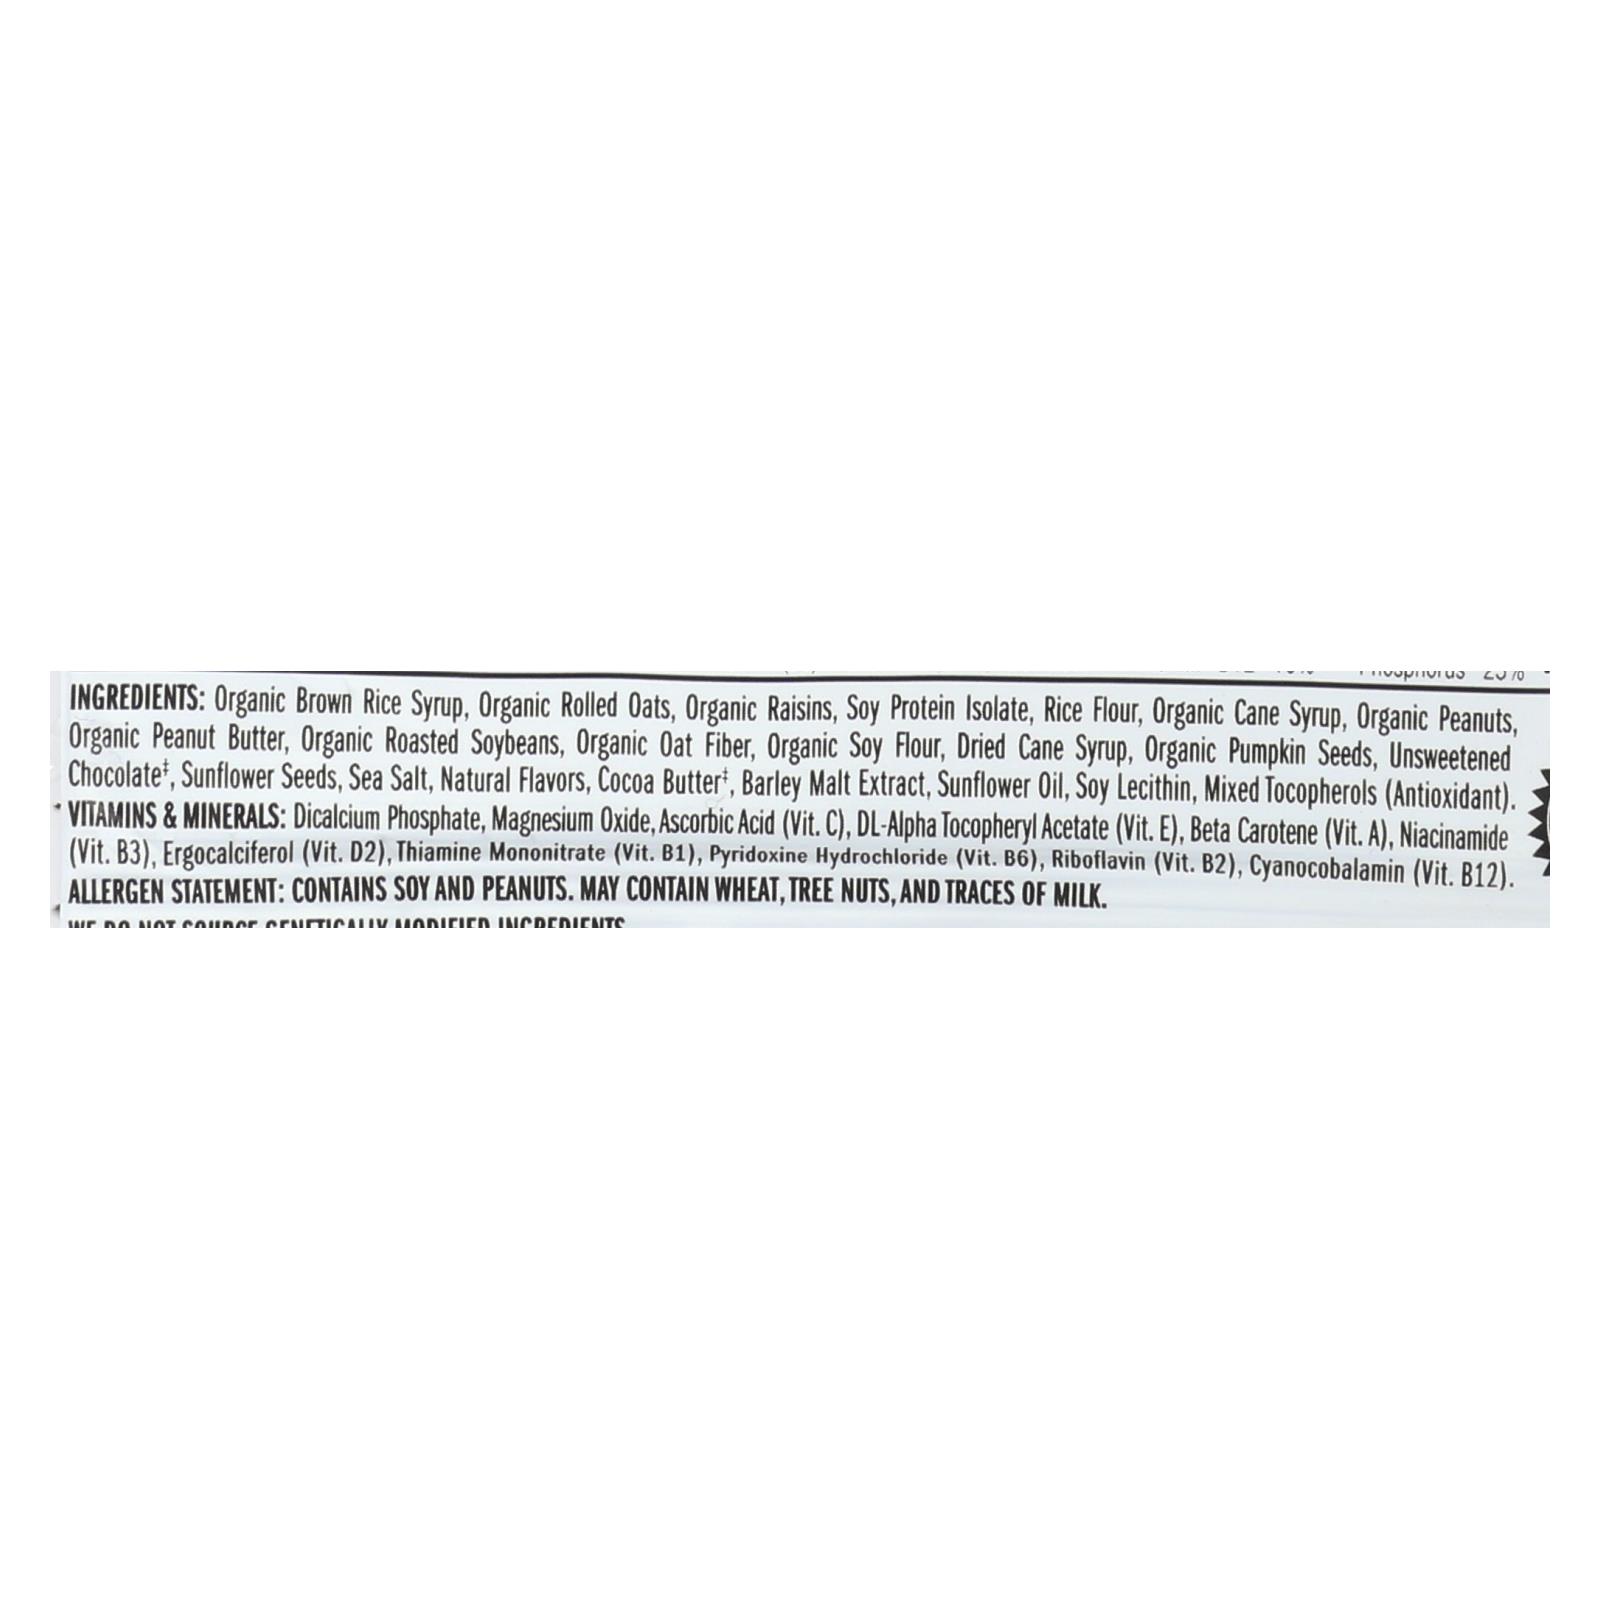 Phosphorus 25%
INGREDIENTS: Organic Brown Rice Syrup, Organic Rolled Oats, Organic Raisins, Soy Protein Isolate, Rice Flour, Organic Cane Syrup, Organic Peanuts,
Organic Peanut Butter, Organic Roasted Soybeans, Organic Oat Fiber, Organic Soy Flour, Dried Cane Syrup, Organic Pumpkin Seeds, Unsweetened
Chocolate‡, Sunflower Seeds, Sea Salt, Natural Flavors, Cocoa Butter‡, Barley Malt Extract, Sunflower Oil, Soy Lecithin, Mixed Tocopherols (Antioxidant).
VITAMINS & MINERALS: Dicalcium Phosphate, Magnesium Oxide, Ascorbic Acid (Vit. C), DL-Alpha Tocopheryl Acetate (Vit. E), Beta Carotene (Vit. A), Niacinamide
(Vit. B3), Ergocalciferol (Vit. D2), Thiamine Mononitrate (Vit. B1), Pyridoxine Hydrochloride (Vit. B6), Riboflavin (Vit. B2), Cyanocobalamin (Vit. B12).
ALLERGEN STATEMENT: CONTAINS SOY AND PEANUTS. MAY CONTAIN WHEAT, TREE NUTS, AND TRACES OF MILK.
WE DO NOT SOURCE GENETICALLY MODIFIED INGREDIENTS